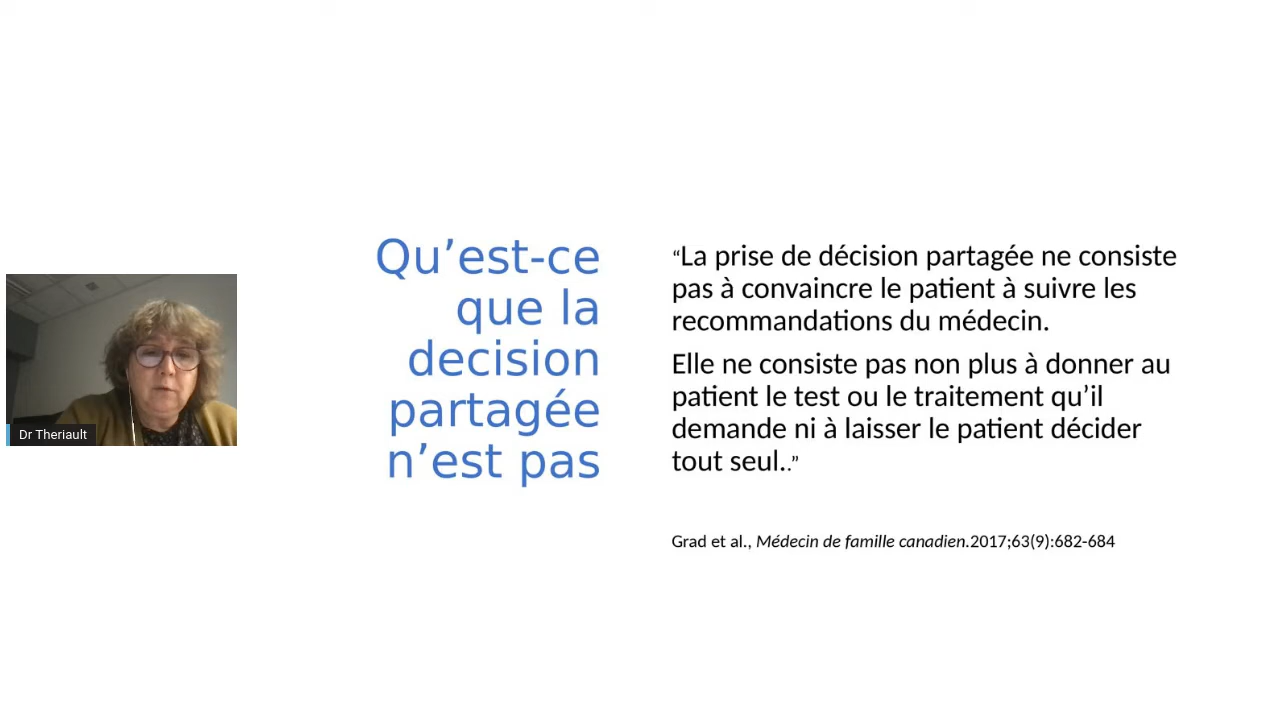 Qu’est-ce
que la
decision
partagée
n’est pas
“La prise de décision partagée ne consiste
pas à convaincre le patient à suivre les
recommandations du médecin.
Elle ne consiste pas non plus à donner au
patient le test ou le traitement qu’il
demande ni à laisser le patient décider
tout seul..”
Grad et al., Médecin de famille canadien.2017;63(9):682-684
Dr Theriault